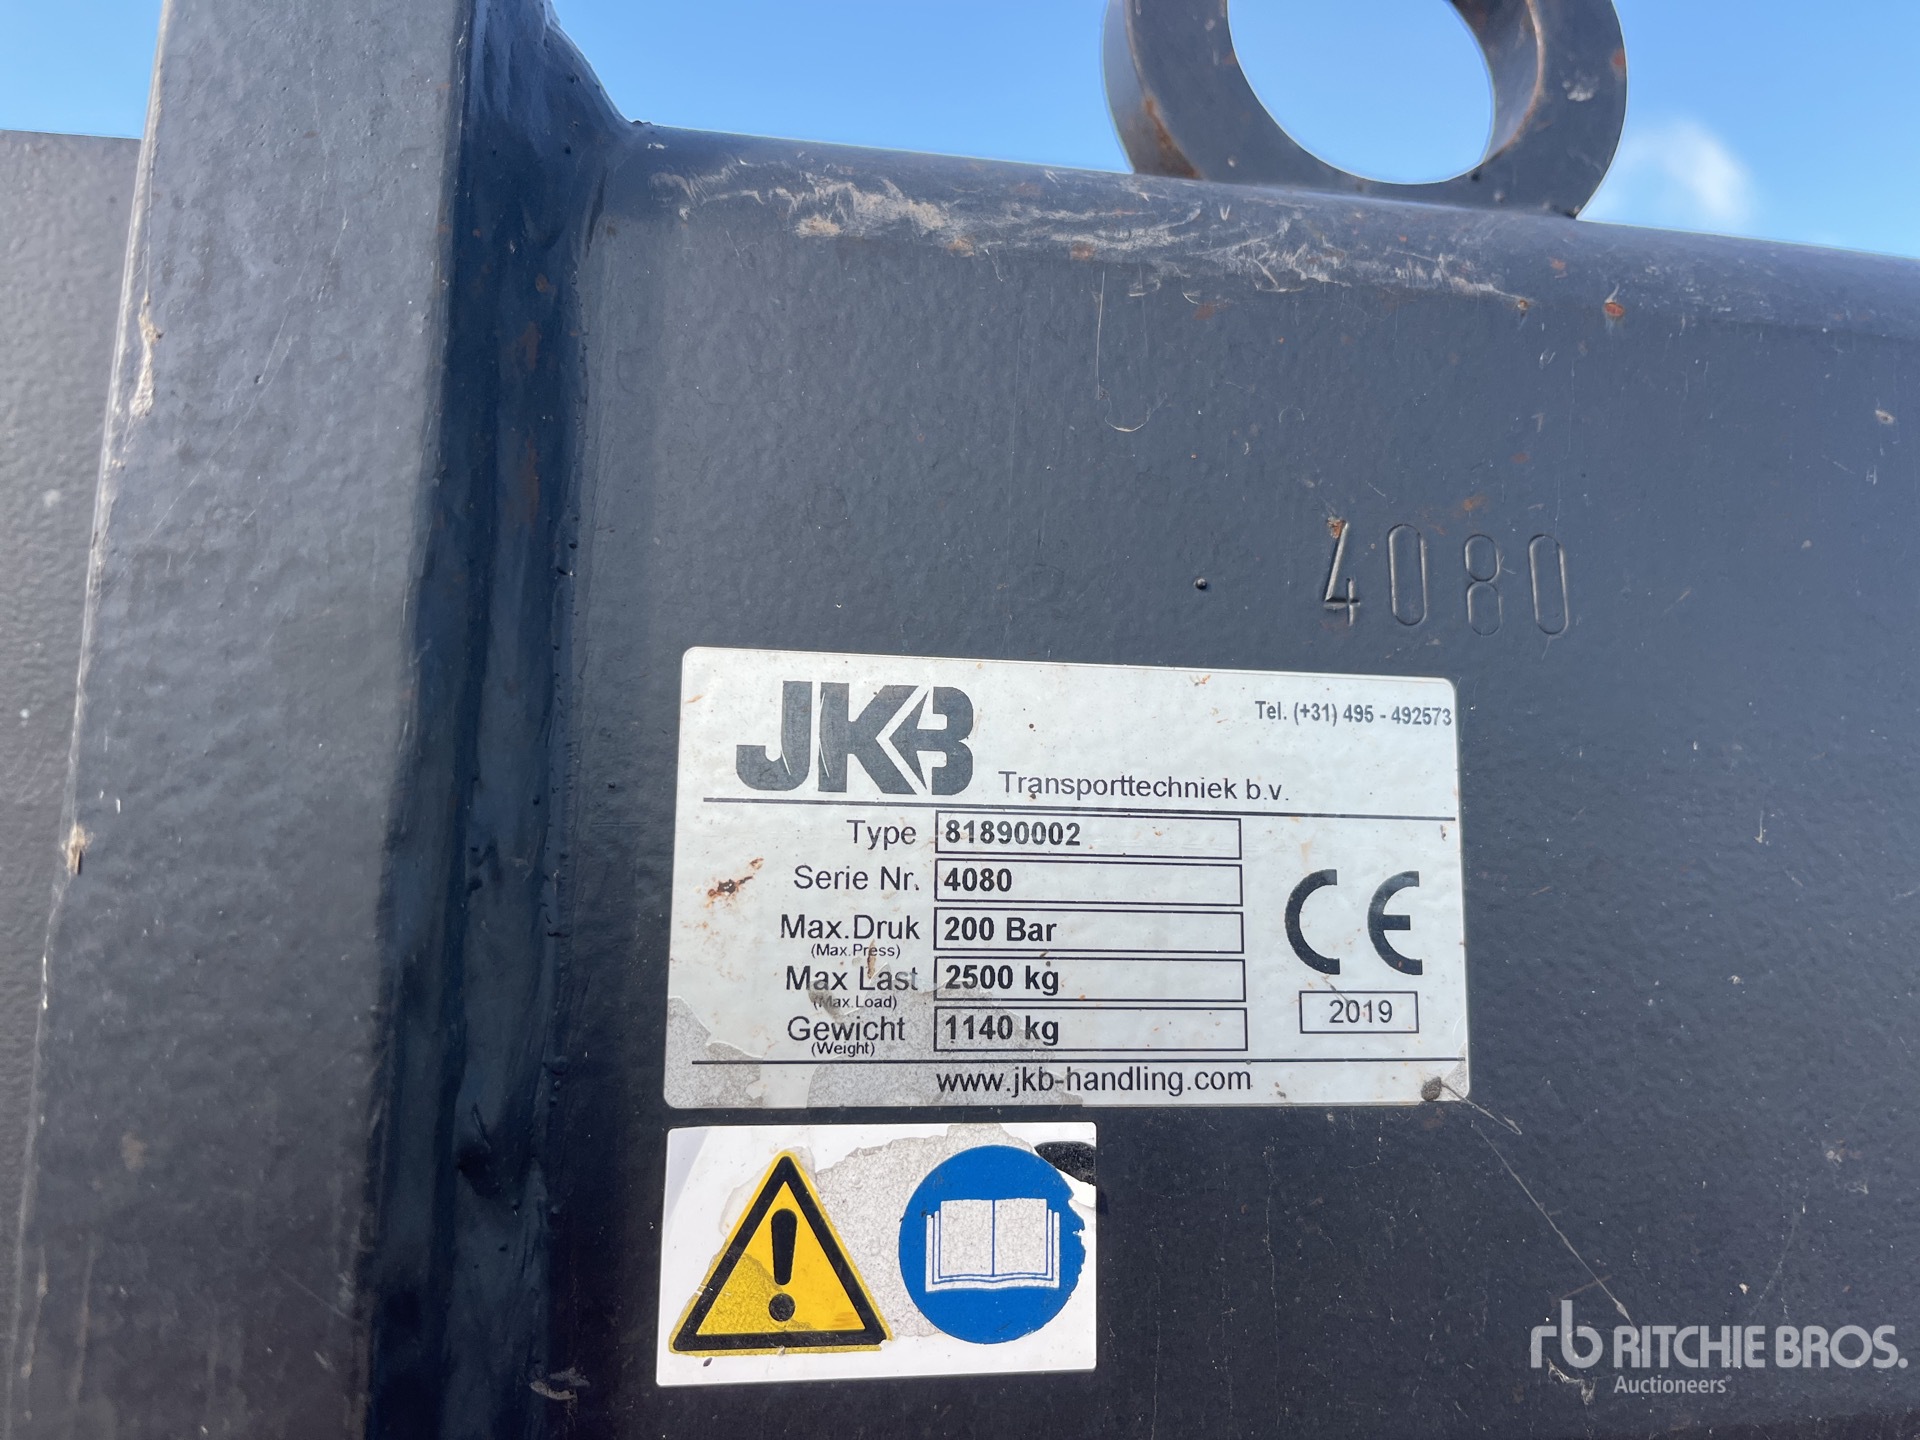 4080
JKB
Tel. (+31) 495 - 492573
Transporttechniek b.v.
Type 81890002
Serie Nr. 4080
Max.Druk 200 Bar
(Max.Press)
Max Last 2500 kg
(Max.Load)
Gewicht 1140 kg
(Weight)
CE
2019
www.jkb-handling.com
rb RITCHIE BROS.
Auctioneers